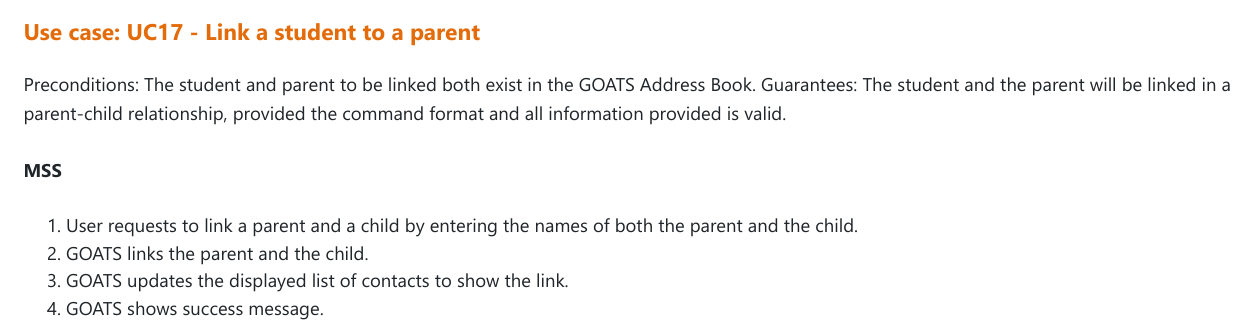 Use case: UC17 - Link a student to a parent
Preconditions: The student and parent to be linked both exist in the GOATS Address Book. Guarantees: The student and the parent will be linked in a
parent-child relationship, provided the command format and all information provided is valid.
MSS
1. User requests to link a parent and a child by entering the names of both the parent and the child.
2. GOATS links the parent and the child.
3. GOATS updates the displayed list of contacts to show the link.
4. GOATS shows success message.